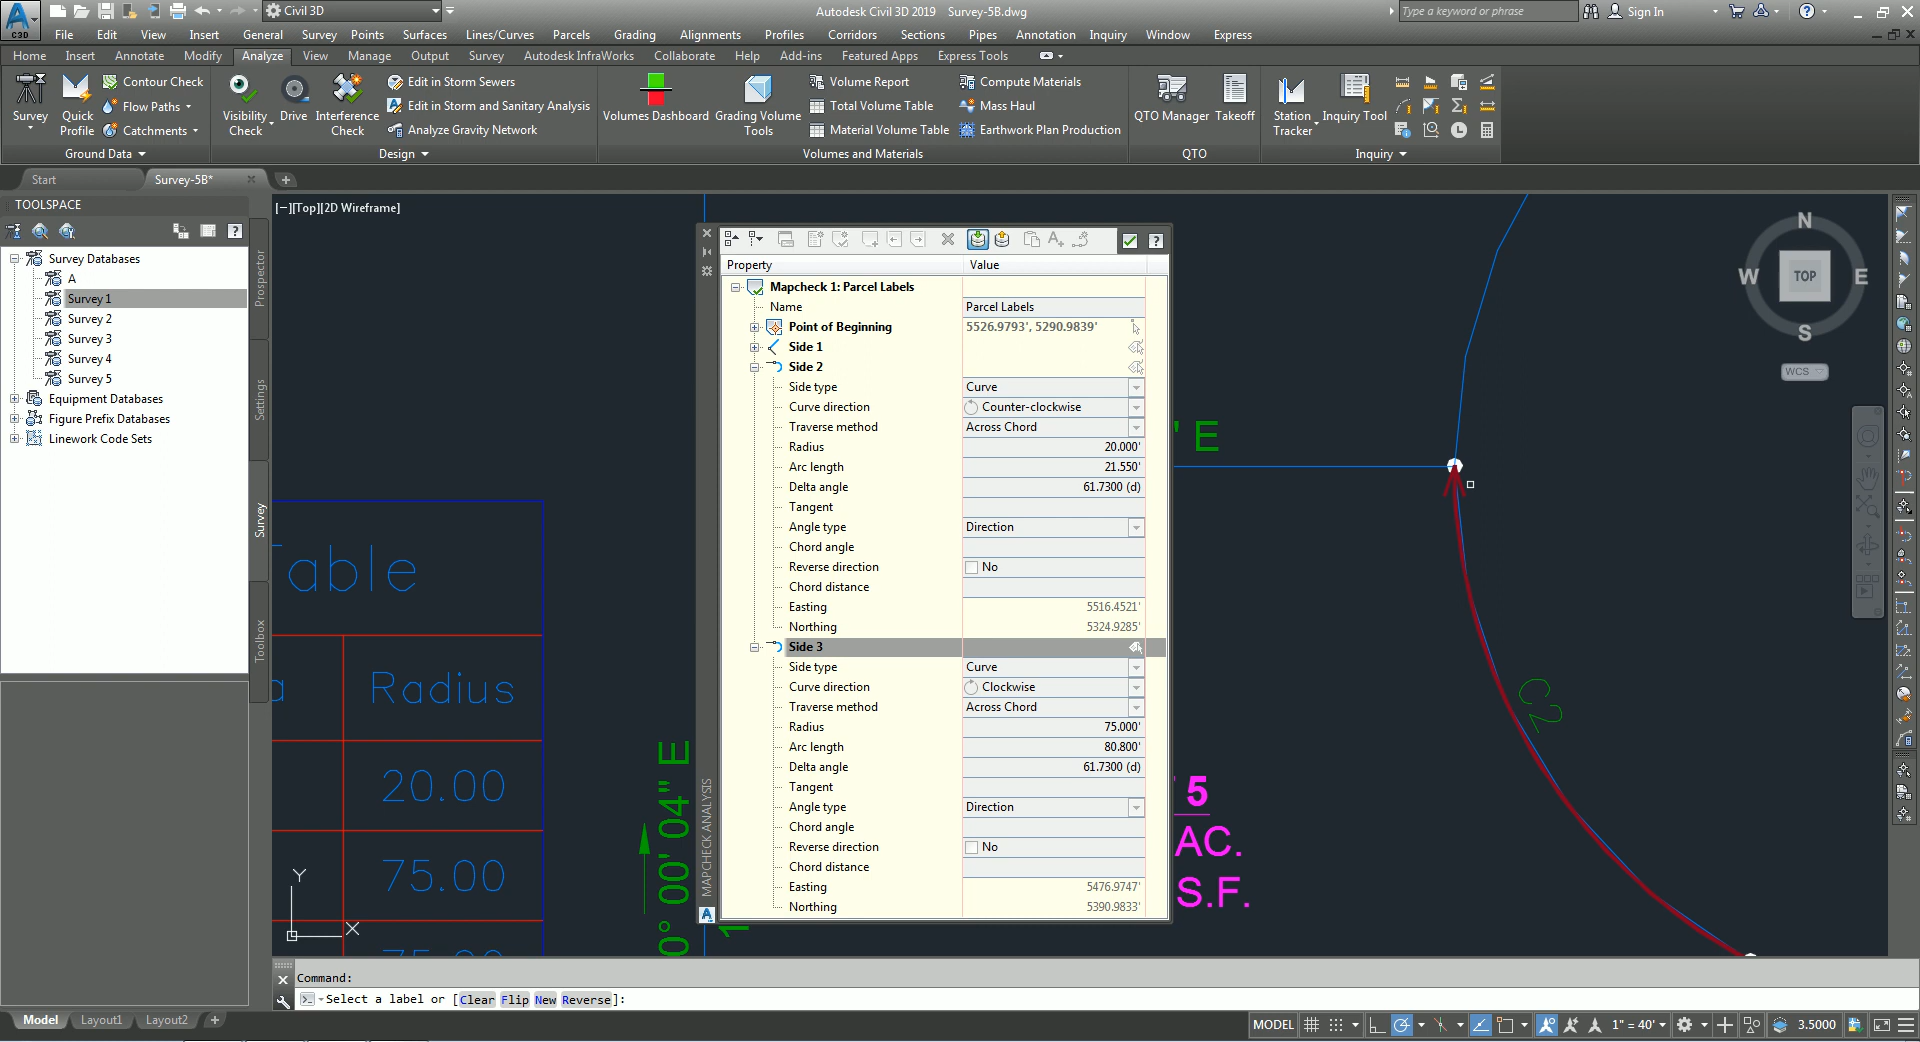 Civil 3D
Autodesk Civil 3D 2019 Survey-5B.dwg
Type a keyword or phrase
Sign In
C3D
File Edit View Insert General Survey Points Surfaces Lines/Curves Parcels Grading Alignments Profiles Corridors Sections Pipes Annotation Inquiry Window Express
Home Insert Annotate Modify Analyze View Manage Output Survey Autodesk InfraWorks Collaborate Help Add-ins Featured Apps Express Tools
Survey
Quick Profile
Contour Check
Flow Paths
Catchments
Ground Data
Visibility Check
Drive
Interference Check
Edit in Storm Sewers
Edit in Storm and Sanitary Analysis
Analyze Gravity Network
Design
Volumes Dashboard
Grading Volume Tools
Volume Report
Total Volume Table
Material Volume Table
Compute Materials
Mass Haul
Earthwork Plan Production
Volumes and Materials
QTO Manager
Takeoff
QTO
Station Tracker
Inquiry Tool
Inquiry
Start
Survey-5B*
TOOLSPACE
Survey Databases
A
Survey 1
Survey 2
Survey 3
Survey 4
Survey 5
Equipment Databases
Figure Prefix Databases
Linework Code Sets
Prospector
Settings
Survey
Toolbox
[−][Top][2D Wireframe]
Table
a
Radius
20.00
75.00
75.00
Y
X
0° 00' 04" E
MAPCHECK ANALYSIS
Property Value
Mapcheck 1: Parcel Labels
Name Parcel Labels
Point of Beginning 5526.9793', 5290.9839'
Side 1
Side 2
Side type Curve
Curve direction Counter-clockwise
Traverse method Across Chord
Radius 20.000'
Arc length 21.550'
Delta angle 61.7300 (d)
Tangent
Angle type Direction
Chord angle
Reverse direction No
Chord distance
Easting 5516.4521'
Northing 5324.9285'
Side 3
Side type Curve
Curve direction Clockwise
Traverse method Across Chord
Radius 75.000'
Arc length 80.800'
Delta angle 61.7300 (d)
Tangent
Angle type Direction
Chord angle
Reverse direction No
Chord distance
Easting 5476.9747'
Northing 5390.9833'
' E
5
AC.
S.F.
C2
N
W TOP E
S
WCS
Command:
Select a label or [Clear Flip New Reverse]:
Model Layout1 Layout2
MODEL
1" = 40'
3.5000